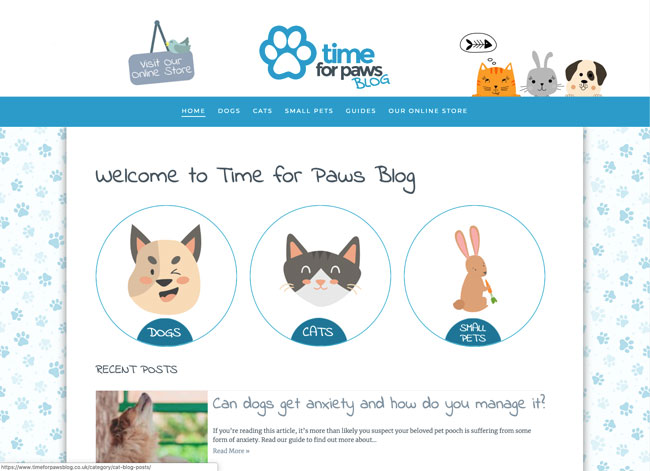 Visit Our
Online Store
time
for paws
BLOG
HOME DOGS CATS SMALL PETS GUIDES OUR ONLINE STORE
Welcome to Time for Paws Blog
DOGS
CATS
SMALL
PETS
RECENT POSTS
Can dogs get anxiety and how do you manage it?
If you're reading this article, it's more than likely you suspect your beloved pet pooch is suffering from some
form of anxiety. Read our guide to find out more about...
Read More »
https://www.timeforpawsblog.co.uk/category/cat-blog-posts/